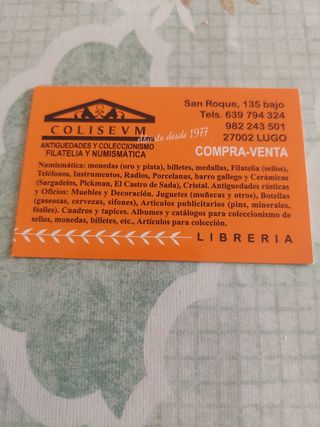 COLISEVM
abierto desde 1977
ANTIGUEDADES Y COLECCIONISMO
FILATELIA Y NUMISMÁTICA
San Roque, 135 bajo
Tels. 639 794 324
982 243 501
27002 LUGO
COMPRA-VENTA
Numismática: monedas (oro y plata), billetes, medallas, Filatelia (sellos),
Teléfonos, Instrumentos, Radios, Porcelanas, barro gallego y Cerámicas
(Sargadelos, Pickman, El Castro de Sada), Cristal. Antiguedades rústicas
y Oficios: Muebles y Decoración. Juguetes (muñecas y otros), Botellas
(gaseosas, cervezas, sifones), Artículos publicitarios (pins, minerales,
fósiles). Cuadros y tapices. Albumes y catálogos para coleccionismo de
sellos, monedas, billetes, etc., Artículos para colección.
LIBRERIA